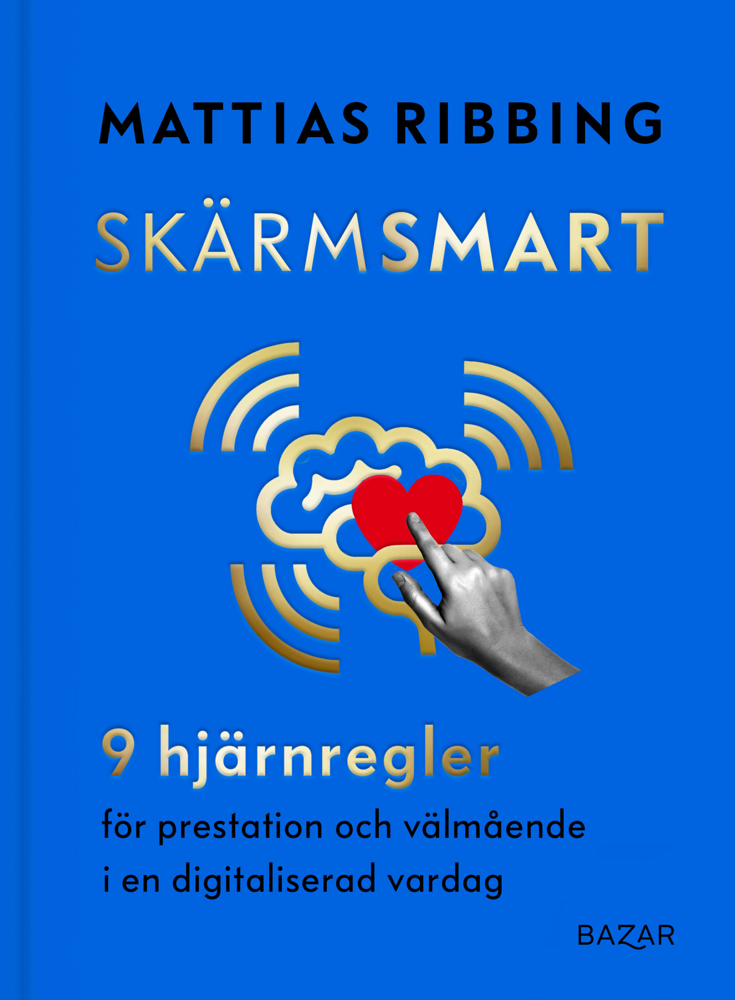 MATTIAS RIBBING
SKÄRMSMART
9 hjärnregler
för prestation och välmående
i en digitaliserad vardag
BAZAR